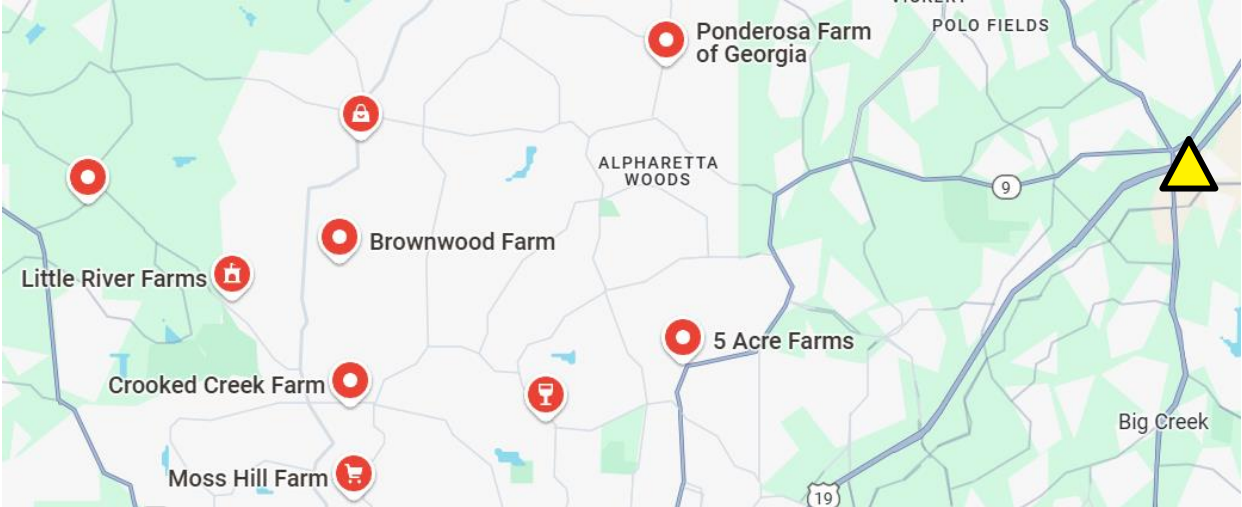 POLO FIELDS
Ponderosa Farm
of Georgia
ALPHARETTA
WOODS
9
Brownwood Farm
Little River Farms
5 Acre Farms
Crooked Creek Farm
Big Creek
Moss Hill Farm
19